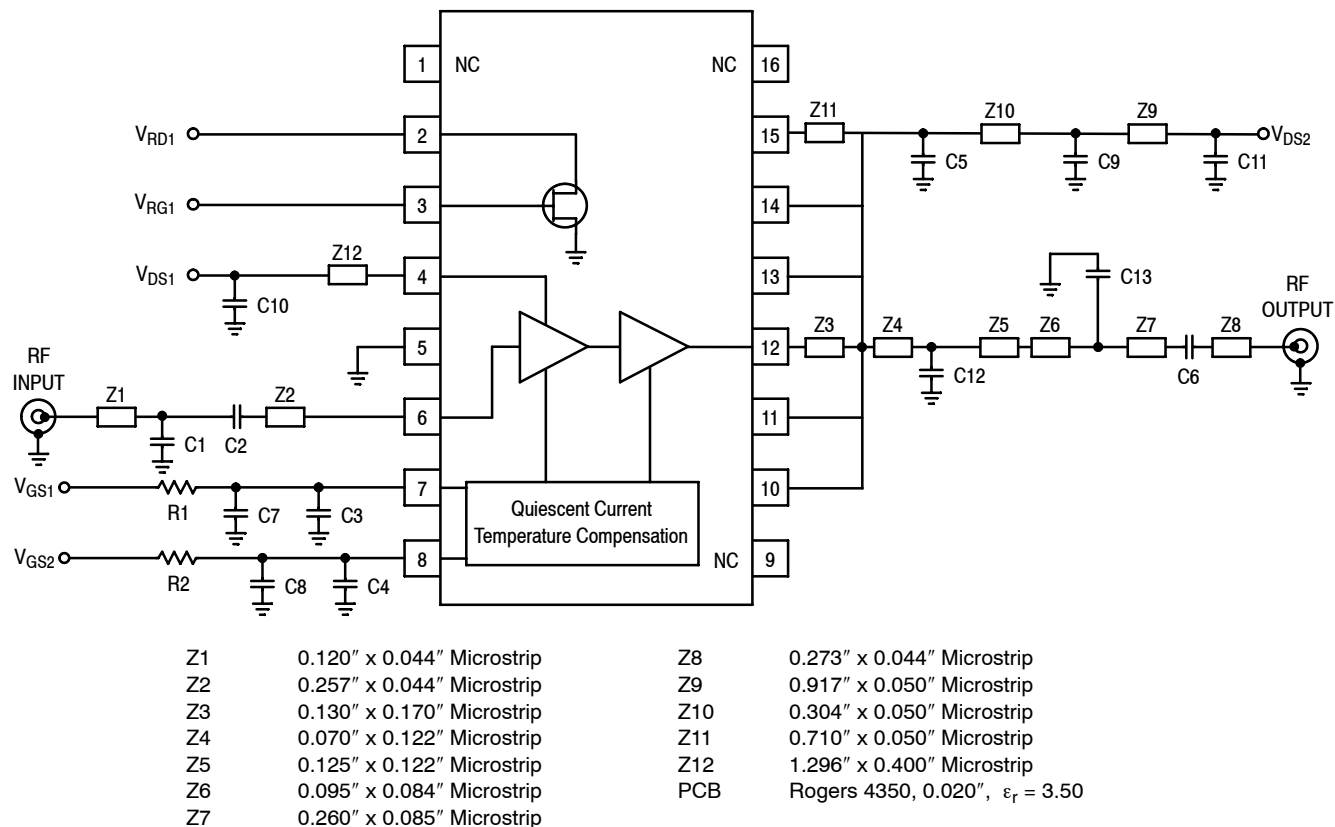 1
NC
NC
16
V_RD1
2
15
Z11
Z10
Z9
V_DS2
C5
C9
C11
V_RG1
3
14
V_DS1
Z12
4
13
C10
C13
RF
OUTPUT
5
12
Z3
Z4
Z5
Z6
Z7
Z8
C12
C6
RF
INPUT
Z1
Z2
6
11
C1
C2
V_GS1
7
10
R1
C7
C3
Quiescent Current
Temperature Compensation
V_GS2
8
NC
9
R2
C8
C4
Z1 0.120″ x 0.044″ Microstrip
Z2 0.257″ x 0.044″ Microstrip
Z3 0.130″ x 0.170″ Microstrip
Z4 0.070″ x 0.122″ Microstrip
Z5 0.125″ x 0.122″ Microstrip
Z6 0.095″ x 0.084″ Microstrip
Z7 0.260″ x 0.085″ Microstrip
Z8 0.273″ x 0.044″ Microstrip
Z9 0.917″ x 0.050″ Microstrip
Z10 0.304″ x 0.050″ Microstrip
Z11 0.710″ x 0.050″ Microstrip
Z12 1.296″ x 0.400″ Microstrip
PCB Rogers 4350, 0.020″, ε_r = 3.50